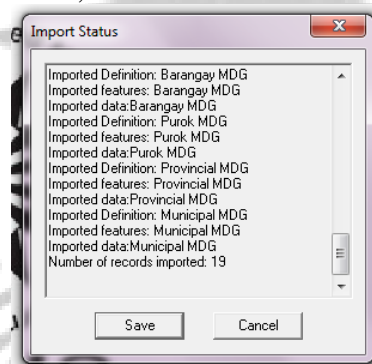 Import Status
Imported Definition: Barangay MDG
Imported features: Barangay MDG
Imported data:Barangay MDG
Imported Definition: Purok MDG
Imported features: Purok MDG
Imported data:Purok MDG
Imported Definition: Provincial MDG
Imported features: Provincial MDG
Imported data:Provincial MDG
Imported Definition: Municipal MDG
Imported features: Municipal MDG
Imported data:Municipal MDG
Number of records imported: 19
Save
Cancel